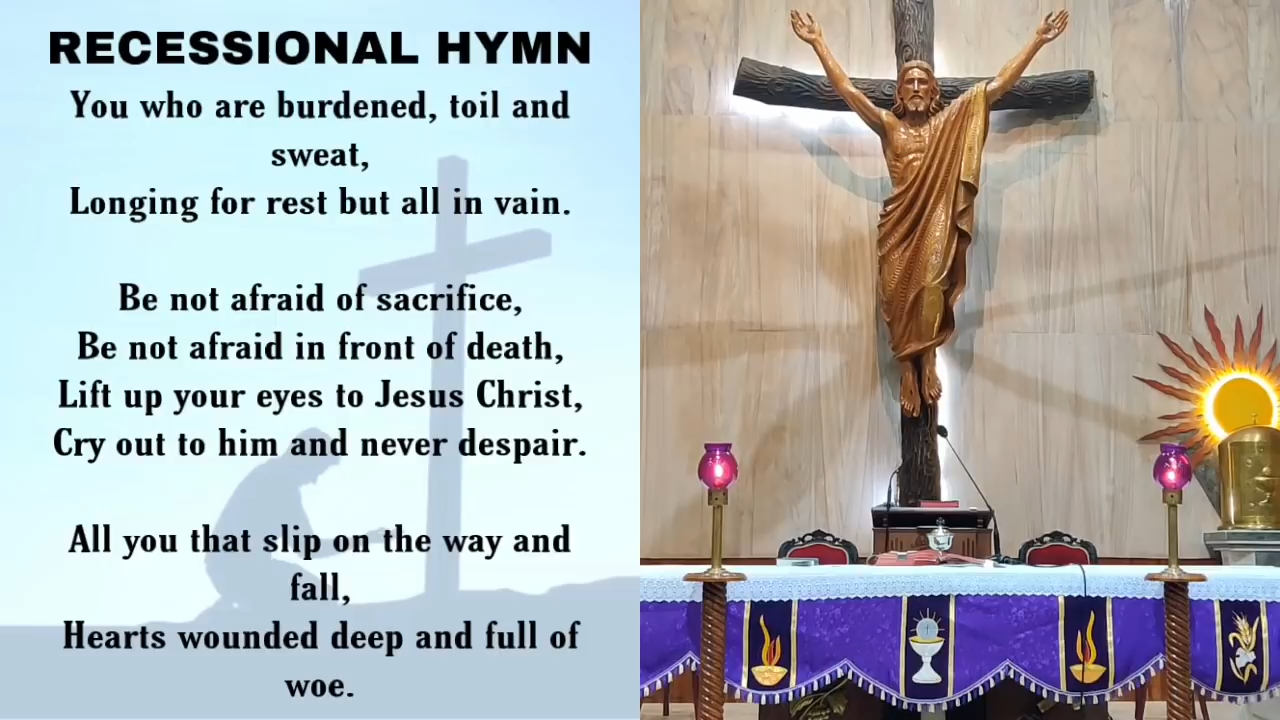 RECESSIONAL HYMN
You who are burdened, toil and
sweat,
Longing for rest but all in vain.
Be not afraid of sacrifice,
Be not afraid in front of death,
Lift up your eyes to Jesus Christ,
Cry out to him and never despair.
All you that slip on the way and
fall,
Hearts wounded deep and full of
woe.